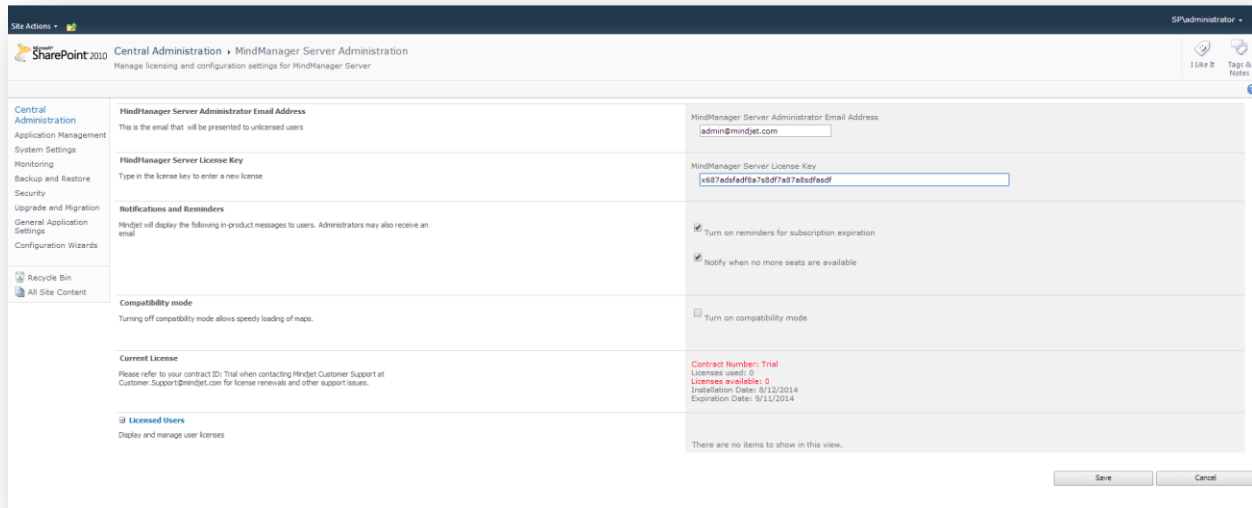 Site Actions
SP\administrator
Microsoft
SharePoint 2010
Central Administration ▸ MindManager Server Administration
Manage licensing and configuration settings for MindManager Server
I Like It
Tags &
Notes
Central
Administration
Application Management
System Settings
Monitoring
Backup and Restore
Security
Upgrade and Migration
General Application
Settings
Configuration Wizards
Recycle Bin
All Site Content
MindManager Server Administrator Email Address
This is the email that will be presented to unlicensed users
MindManager Server Administrator Email Address
admin@mindjet.com
MindManager Server License Key
Type in the license key to enter a new license
MindManager Server License Key
x687adsfadf8a7s8df7a87a8sdfasdf
Notifications and Reminders
Mindjet will display the following in-product messages to users. Administrators may also receive an
email
Turn on reminders for subscription expiration
Notify when no more seats are available
Compatibility mode
Turning off compatibility mode allows speedy loading of maps.
Turn on compatibility mode
Current License
Please refer to your contract ID: Trial when contacting Mindjet Customer Support at
Customer.Support@mindjet.com for license renewals and other support issues.
Contract Number: Trial
Licenses used: 0
Licenses available: 0
Installation Date: 8/12/2014
Expiration Date: 9/11/2014
Licensed Users
Display and manage user licenses
There are no items to show in this view.
Save
Cancel